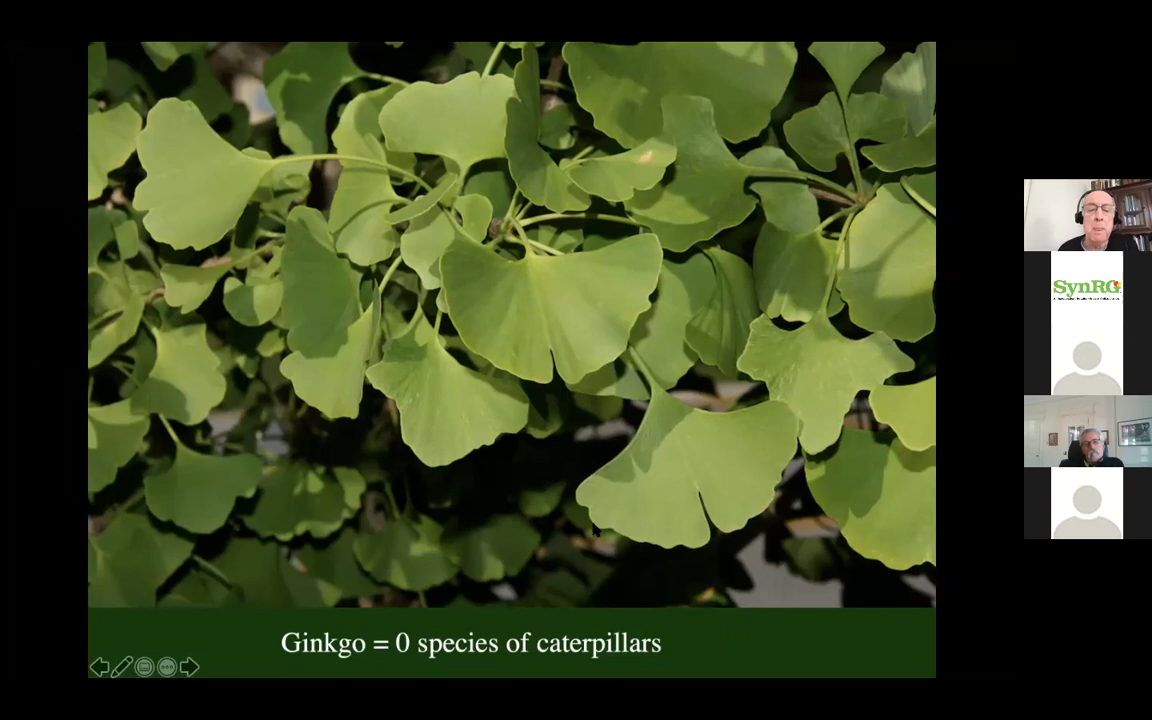 Ginkgo = 0 species of caterpillars
SynRG